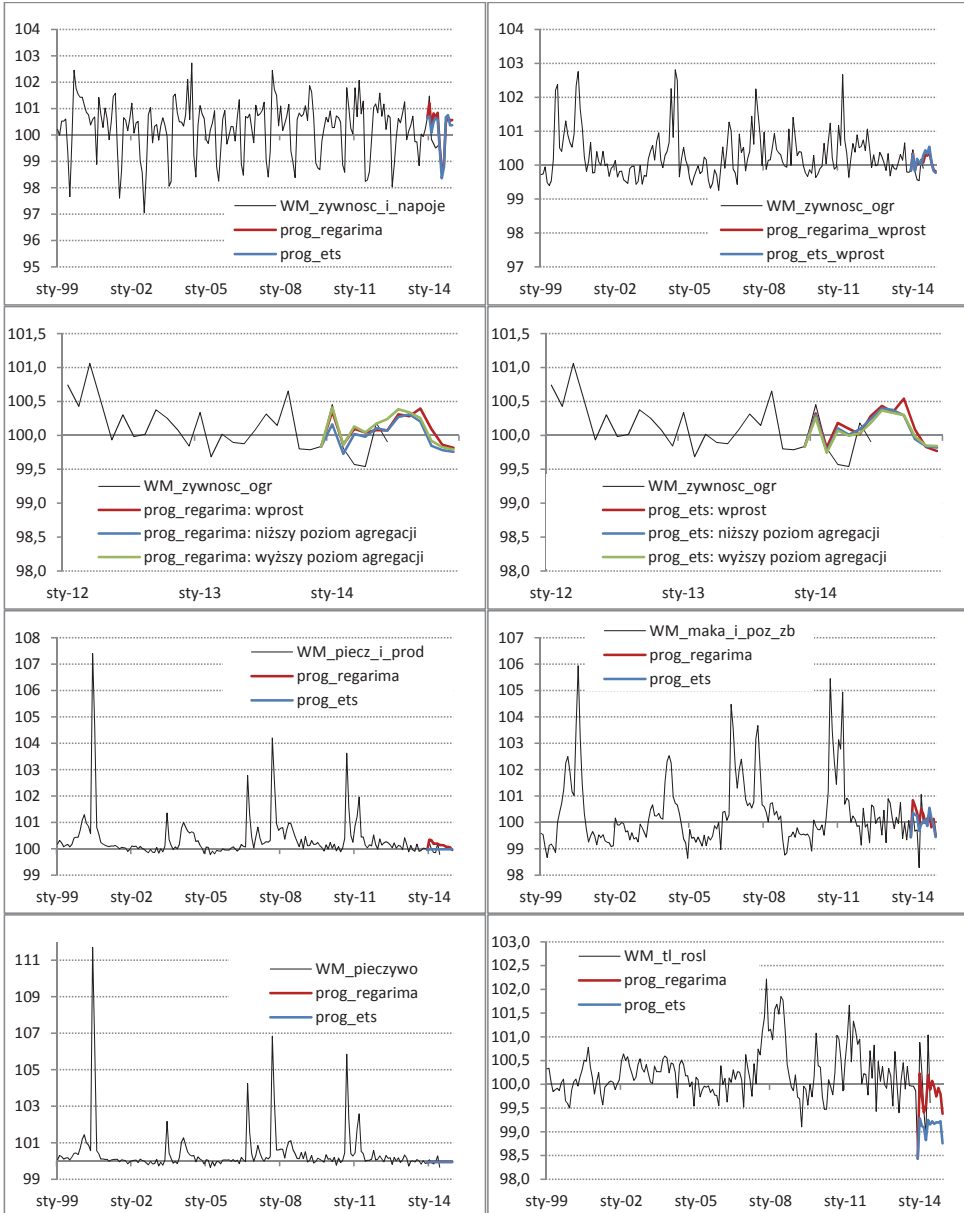 104
103
102
101
100
99
98
97
96
95
WM_zywnosc_i_napoje
prog_regarima
prog_ets
sty-99 sty-02 sty-05 sty-08 sty-11 sty-14
104
103
102
101
100
99
98
97
WM_zywnosc_ogr
prog_regarima_wprost
prog_ets_wprost
sty-99 sty-02 sty-05 sty-08 sty-11 sty-14
101,5
101,0
100,5
100,0
99,5
99,0
98,5
98,0
WM_zywnosc_ogr
prog_regarima: wprost
prog_regarima: niższy poziom agregacji
prog_regarima: wyższy poziom agregacji
sty-12 sty-13 sty-14
101,5
101,0
100,5
100,0
99,5
99,0
98,5
98,0
WM_zywnosc_ogr
prog_ets: wprost
prog_ets: niższy poziom agregacji
prog_ets: wyższy poziom agregacji
sty-12 sty-13 sty-14
108
107
106
105
104
103
102
101
100
99
WM_piecz_i_prod
prog_regarima
prog_ets
sty-99 sty-02 sty-05 sty-08 sty-11 sty-14
107
106
105
104
103
102
101
100
99
98
WM_maka_i_poz_zb
prog_regarima
prog_ets
sty-99 sty-02 sty-05 sty-08 sty-11 sty-14
111
109
107
105
103
101
99
WM_pieczywo
prog_regarima
prog_ets
sty-99 sty-02 sty-05 sty-08 sty-11 sty-14
103,0
102,5
102,0
101,5
101,0
100,5
100,0
99,5
99,0
98,5
98,0
WM_tl_rosl
prog_regarima
prog_ets
sty-99 sty-02 sty-05 sty-08 sty-11 sty-14